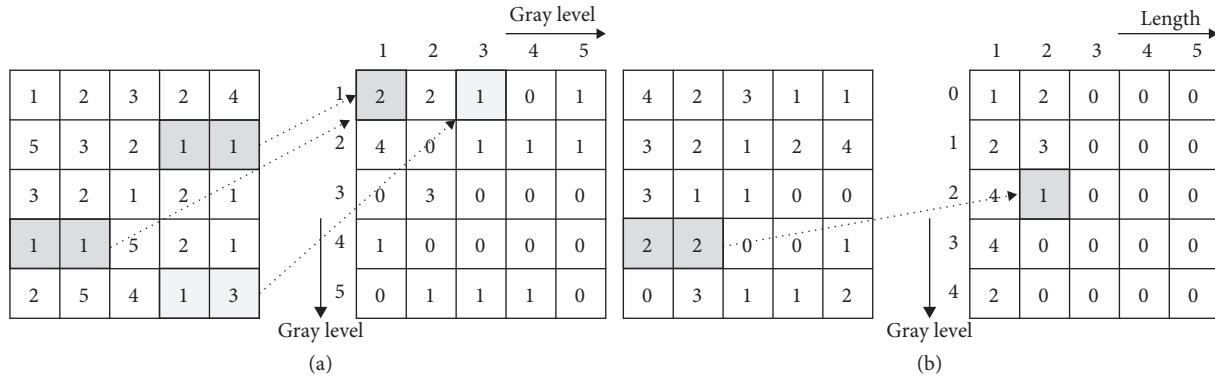 Gray level
1 2 3 4 5
1 2 3 2 4
5 3 2 1 1
3 2 1 2 1
1 1 5 2 1
2 5 4 1 3
1 2 2 1 0 1
2 4 0 1 1 1
3 0 3 0 0 0
4 1 0 0 0 0
5 0 1 1 1 0
Gray level
(a)
Length
1 2 3 4 5
4 2 3 1 1
3 2 1 2 4
3 1 1 0 0
2 2 0 0 1
0 3 1 1 2
0 1 2 0 0 0
1 2 3 0 0 0
2 4 1 0 0 0
3 4 0 0 0 0
4 2 0 0 0 0
Gray level
(b)